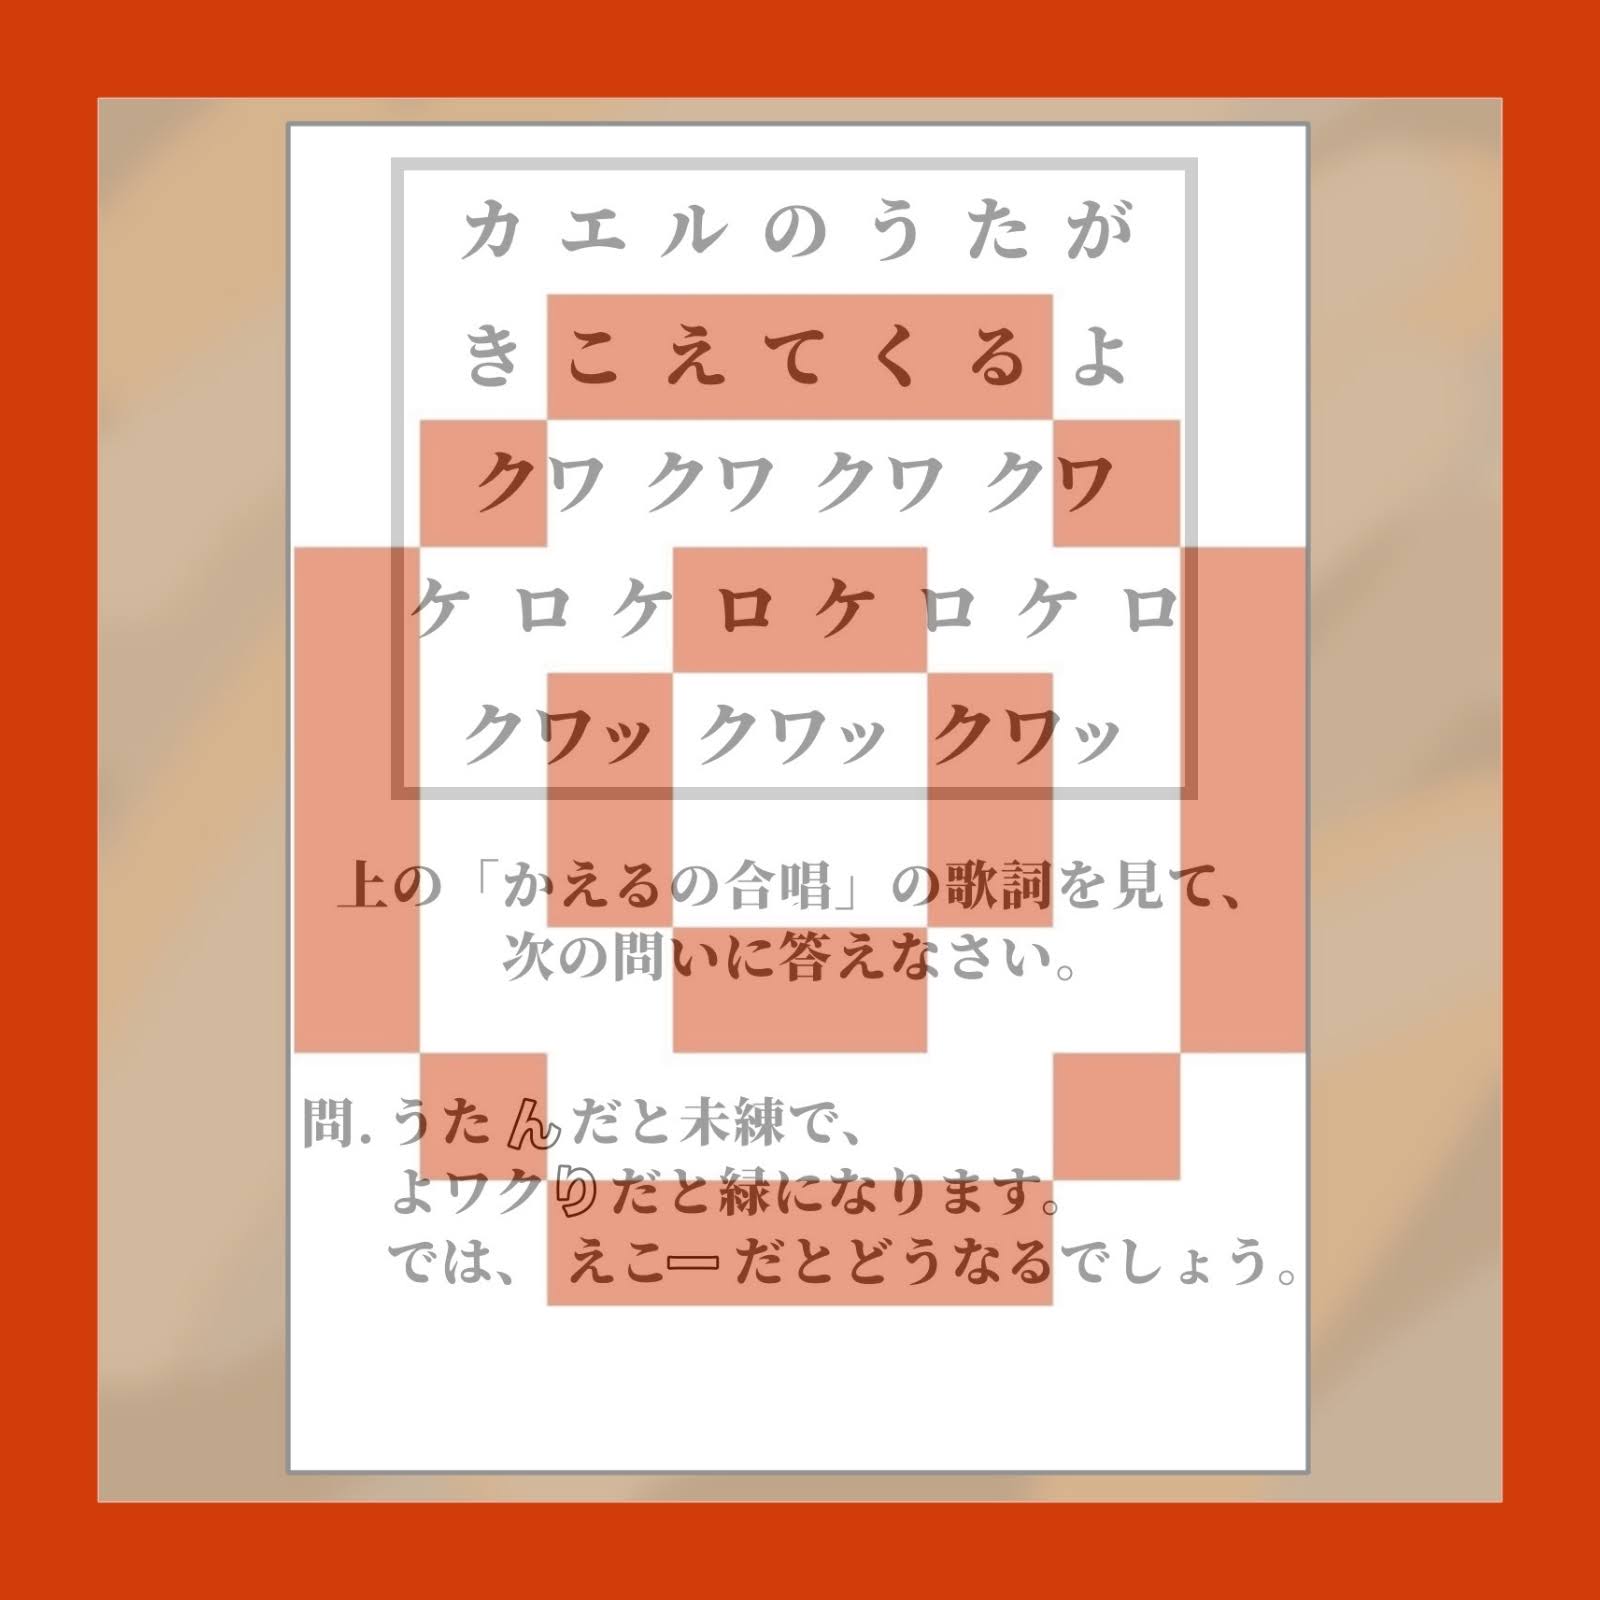 カエルのうたが
きこえてくるよ
クワ クワ クワ クワ
ケロケロケロケロ
クワッ クワッ クワッ
上の「かえるの合唱」の歌詞を見て、
次の問いに答えなさい。
問. うたんだと未練で、
よワクりだと緑になります。
では、 えこーだとどうなるでしょう。